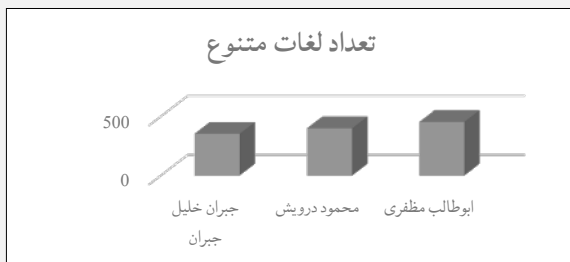 تعداد لغات متنوع
500
0
جبران خلیل
جبران
محمود درویش
ابوطالب مظفری